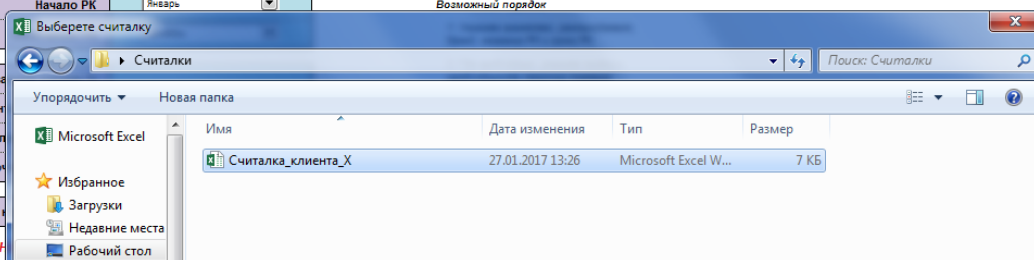 Начало РК Январь Возможный порядок
Выберете считалку
Считалки Поиск: Считалки
Упорядочить Новая папка
Microsoft Excel
Имя Дата изменения Тип Размер
Считалка_клиента_X 27.01.2017 13:26 Microsoft Excel W... 7 КБ
Избранное
Загрузки
Недавние места
Рабочий стол